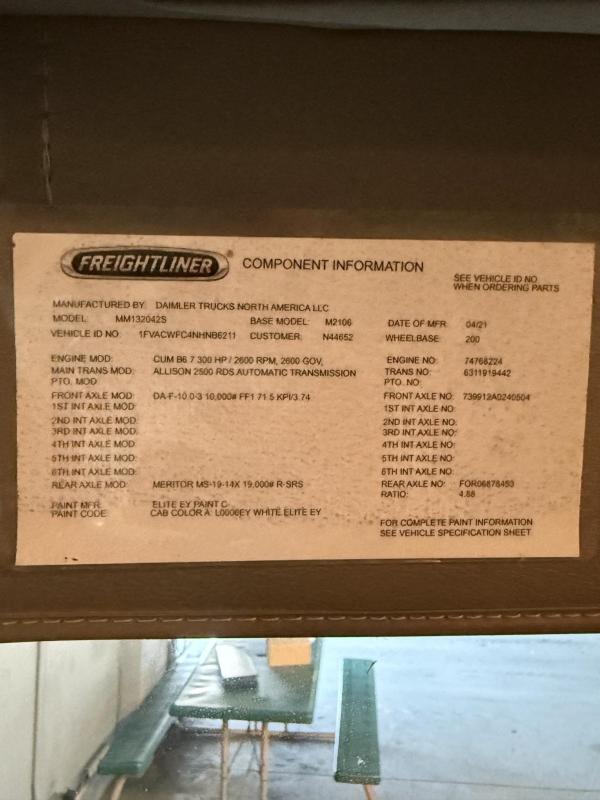 FREIGHTLINER® COMPONENT INFORMATION
SEE VEHICLE ID NO
WHEN ORDERING PARTS
MANUFACTURED BY: DAIMLER TRUCKS NORTH AMERICA LLC
MODEL: MM132042S BASE MODEL: M2106 DATE OF MFR: 04/21
VEHICLE ID NO: 1FVACWFC4NHNB6211 CUSTOMER: N44652 WHEELBASE: 200
ENGINE MOD: CUM B6 7 300 HP / 2600 RPM, 2600 GOV, ENGINE NO: 74768224
MAIN TRANS MOD: ALLISON 2500 RDS AUTOMATIC TRANSMISSION TRANS NO: 6311919442
PTO. MOD PTO. NO:
FRONT AXLE MOD: DA-F-10.0-3 10,000# FF1 71.5 KPI/3.74 FRONT AXLE NO: 739912A0240504
1ST INT AXLE MOD: 1ST INT AXLE NO:
2ND INT AXLE MOD: 2ND INT AXLE NO:
3RD INT AXLE MOD: 3RD INT AXLE NO:
4TH INT AXLE MOD: 4TH INT AXLE NO:
5TH INT AXLE MOD: 5TH INT AXLE NO:
6TH INT AXLE MOD: 6TH INT AXLE NO:
REAR AXLE MOD: MERITOR MS-19-14X 19,000# R-SRS REAR AXLE NO: FOR06878453
RATIO: 4.88
PAINT MFR: ELITE EY PAINT C-
PAINT CODE: CAB COLOR A: L0006EY WHITE ELITE EY
FOR COMPLETE PAINT INFORMATION
SEE VEHICLE SPECIFICATION SHEET